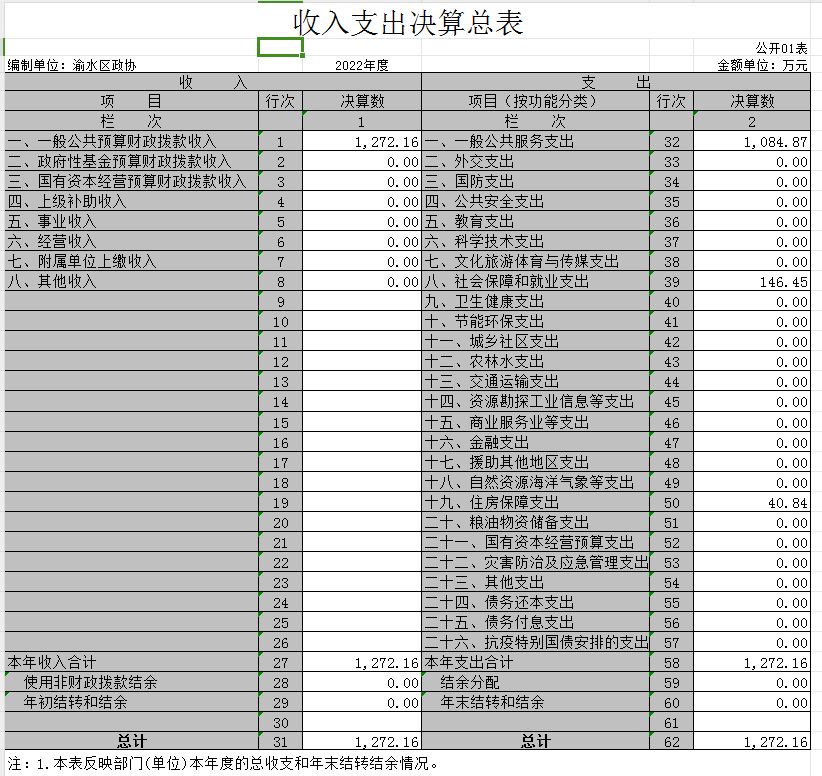 收入支出决算总表
公开01表
编制单位：渝水区政协 2022年度 金额单位：万元
收 入 支 出
项 目 行次 决算数 项目（按功能分类） 行次 决算数
栏 次 1 栏 次 2
一、一般公共预算财政拨款收入 1 1,272.16 一、一般公共服务支出 32 1,084.87
二、政府性基金预算财政拨款收入 2 0.00 二、外交支出 33 0.00
三、国有资本经营预算财政拨款收入 3 0.00 三、国防支出 34 0.00
四、上级补助收入 4 0.00 四、公共安全支出 35 0.00
五、事业收入 5 0.00 五、教育支出 36 0.00
六、经营收入 6 0.00 六、科学技术支出 37 0.00
七、附属单位上缴收入 7 0.00 七、文化旅游体育与传媒支出 38 0.00
八、其他收入 8 0.00 八、社会保障和就业支出 39 146.45
9 九、卫生健康支出 40 0.00
10 十、节能环保支出 41 0.00
11 十一、城乡社区支出 42 0.00
12 十二、农林水支出 43 0.00
13 十三、交通运输支出 44 0.00
14 十四、资源勘探工业信息等支出 45 0.00
15 十五、商业服务业等支出 46 0.00
16 十六、金融支出 47 0.00
17 十七、援助其他地区支出 48 0.00
18 十八、自然资源海洋气象等支出 49 0.00
19 十九、住房保障支出 50 40.84
20 二十、粮油物资储备支出 51 0.00
21 二十一、国有资本经营预算支出 52 0.00
22 二十二、灾害防治及应急管理支出 53 0.00
23 二十三、其他支出 54 0.00
24 二十四、债务还本支出 55 0.00
25 二十五、债务付息支出 56 0.00
26 二十六、抗疫特别国债安排的支出 57 0.00
本年收入合计 27 1,272.16 本年支出合计 58 1,272.16
使用非财政拨款结余 28 0.00 结余分配 59 0.00
年初结转和结余 29 0.00 年末结转和结余 60 0.00
30 61
总计 31 1,272.16 总计 62 1,272.16
注：1.本表反映部门(单位)本年度的总收支和年末结转结余情况。